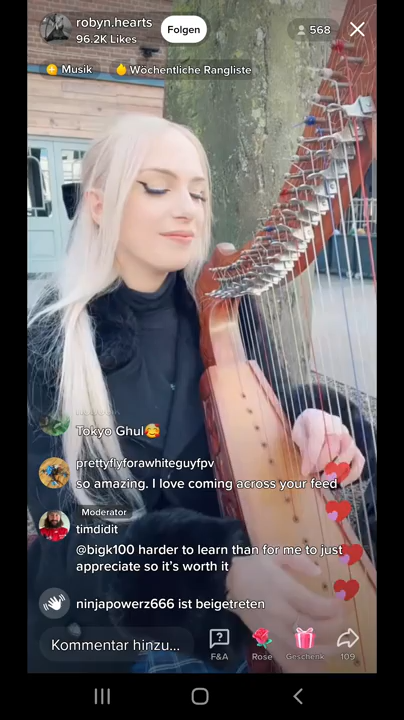 robyn.hearts
96.2K Likes
Folgen
568
Musik
Wöchentliche Rangliste
Tokyo Ghul🥰
prettyflyforawhiteguyfpv
so amazing. I love coming across your feed
Moderator
timdidit
@bigk100 harder to learn than for me to just
appreciate so it's worth it
ninjapowerz666 ist beigetreten
Kommentar hinzu...
F&A
Rose
Geschenk
109